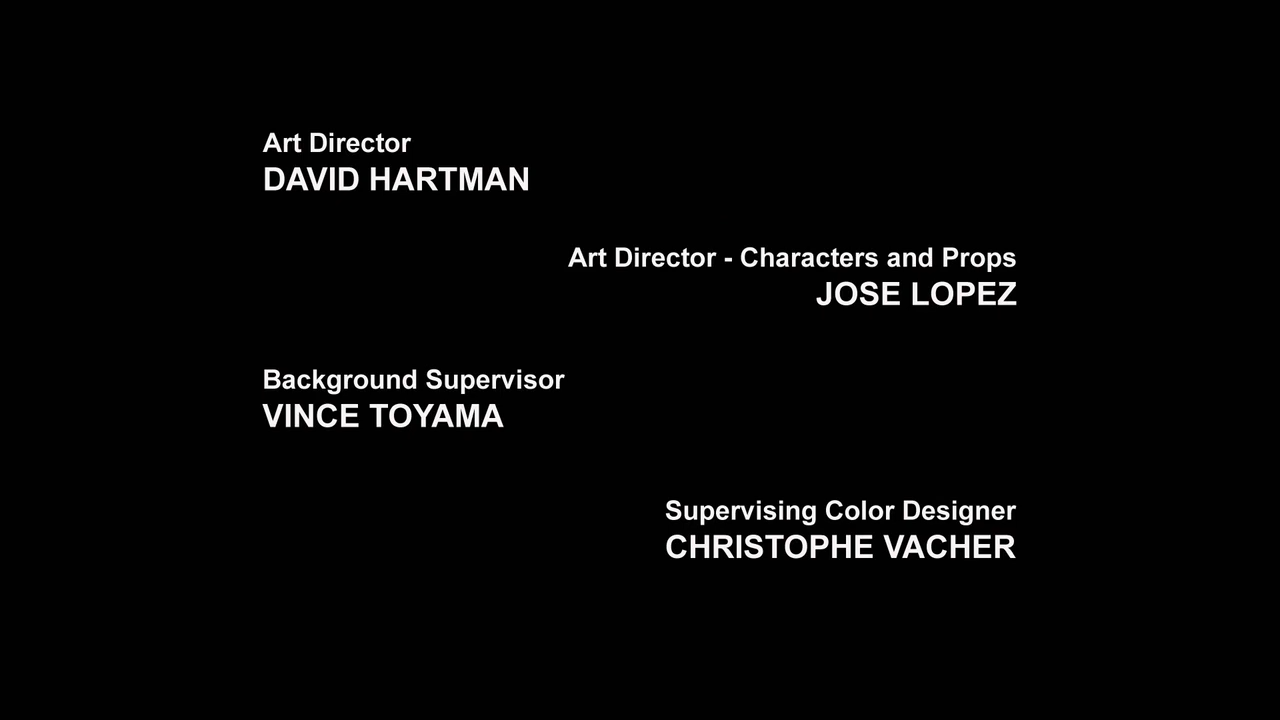 Art Director
DAVID HARTMAN
Art Director - Characters and Props
JOSE LOPEZ
Background Supervisor
VINCE TOYAMA
Supervising Color Designer
CHRISTOPHE VACHER